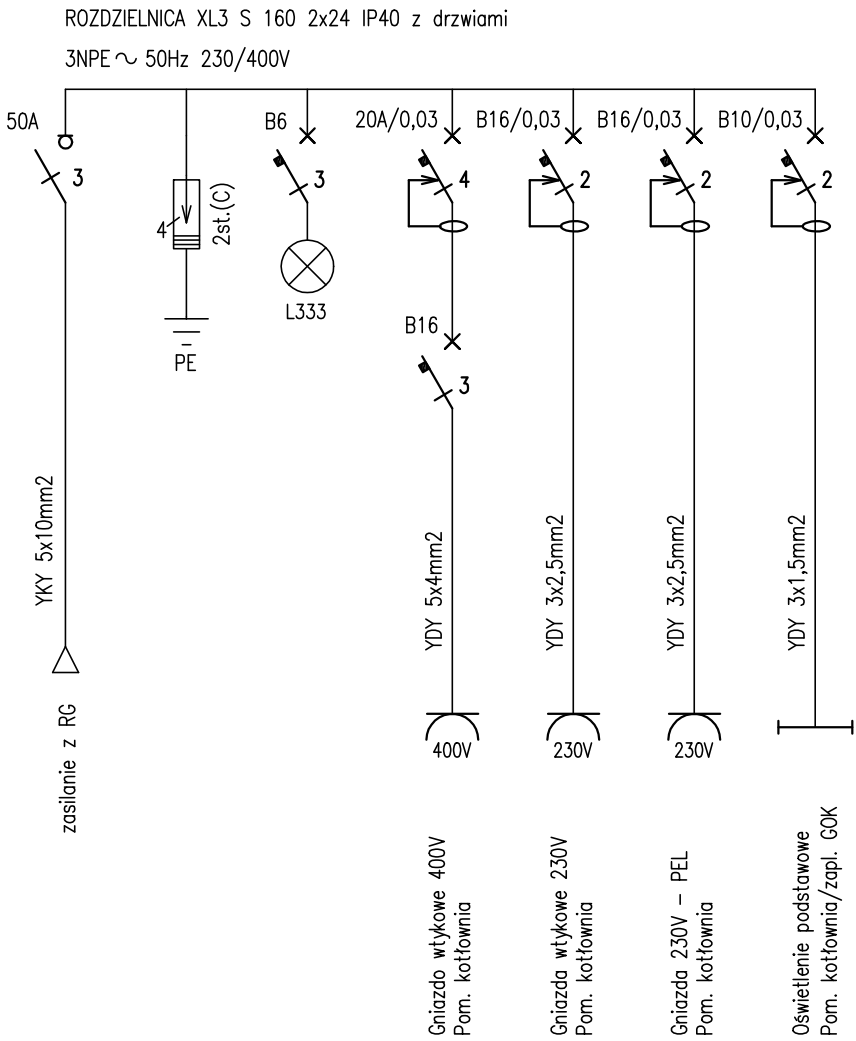 ROZDZIELNICA XL3 S 160 2x24 IP40 z drzwiami
3NPE ~ 50Hz 230/400V
50A
B6
20A/0,03
B16/0,03
B16/0,03
B10/0,03
3
4
2st.(C)
3
4
2
2
2
L333
PE
B16
3
YKY 5x10mm2
YDY 5x4mm2
YDY 3x2,5mm2
YDY 3x2,5mm2
YDY 3x1,5mm2
zasilanie z RG
400V
230V
230V
Gniazdo wtykowe 400V
Pom. kotłownia
Gniazda wtykowe 230V
Pom. kotłownia
Gniazda 230V – PEL
Pom. kotłownia
Oświetlenie podstawowe
Pom. kotłownia/zapl. GOK